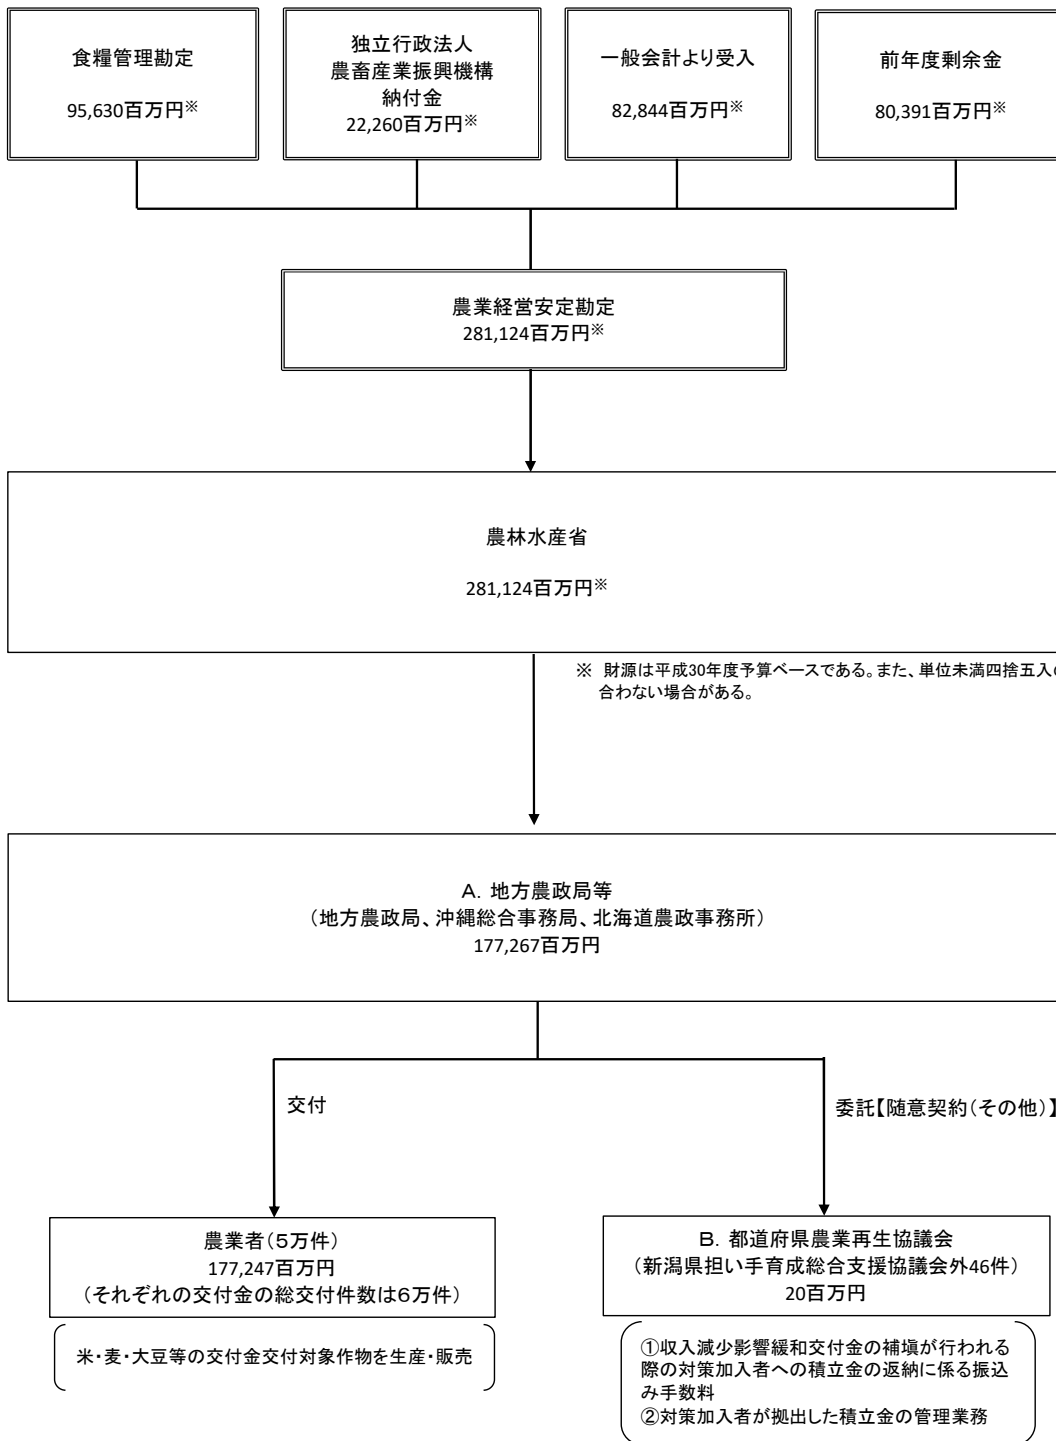 食糧管理勘定
95,630百万円※
独立行政法人
農畜産業振興機構
納付金
22,260百万円※
一般会計より受入
82,844百万円※
前年度剰余金
80,391百万円※
農業経営安定勘定
281,124百万円※
農林水産省
281,124百万円※
※ 財源は平成30年度予算ベースである。また、単位未満四捨五入の
合わない場合がある。
A．地方農政局等
（地方農政局、沖縄総合事務局、北海道農政事務所）
177,267百万円
交付
委託【随意契約（その他）】
農業者（５万件）
177,247百万円
（それぞれの交付金の総交付件数は６万件）
米・麦・大豆等の交付金交付対象作物を生産・販売
B．都道府県農業再生協議会
（新潟県担い手育成総合支援協議会外46件）
20百万円
①収入減少影響緩和交付金の補塡が行われる
際の対策加入者への積立金の返納に係る振込
み手数料
②対策加入者が拠出した積立金の管理業務